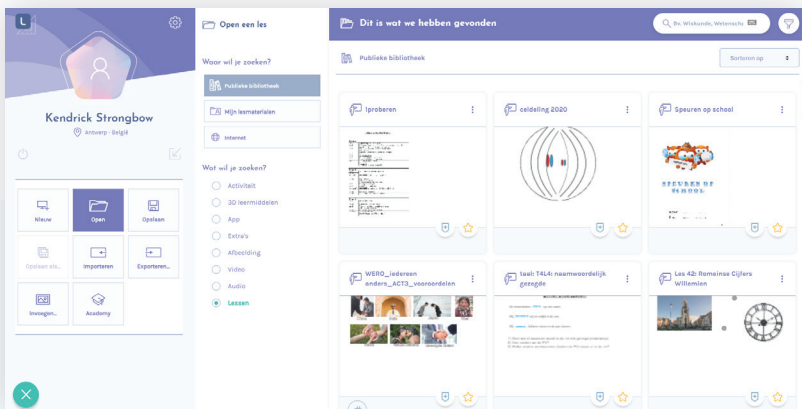 L
Kendrick Strongbow
Antwerp - België
Nieuw
Open
Opslaan
Opslaan als...
Importeren
Exporteren...
Invoegen...
Academy
Open een les
Waar wil je zoeken?
Publieke bibliotheek
Mijn lesmaterialen
Internet
Wat wil je zoeken?
Activiteit
3D leermiddelen
App
Extra's
Afbeelding
Video
Audio
Lessen
Dit is wat we hebben gevonden
Bv. Wiskunde, Wetensch
Publieke bibliotheek
Sorteren op
1proberen
celdeling 2020
Speuren op school
SPEUREN OP
SCHOOL
WERO_iedereen
anders_ACT3_vooroordelen
taal: T4L4: naamwoordelijk
gezegde
Les 42: Romeinse Cijfers
Willemien